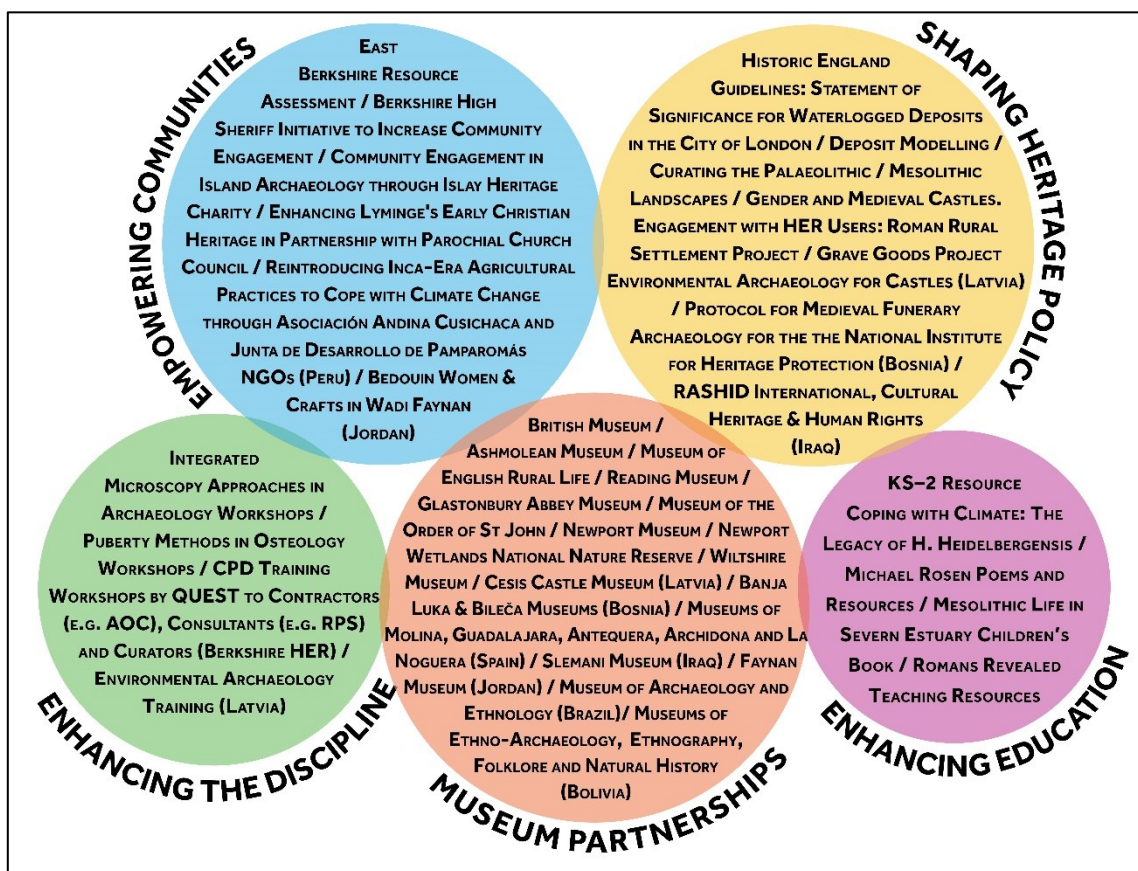 EMPOWERING COMMUNITIES
EAST
BERKSHIRE RESOURCE
ASSESSMENT / BERKSHIRE HIGH
SHERIFF INITIATIVE TO INCREASE COMMUNITY
ENGAGEMENT / COMMUNITY ENGAGEMENT IN
ISLAND ARCHAEOLOGY THROUGH ISLAY HERITAGE
CHARITY / ENHANCING LYMINGE'S EARLY CHRISTIAN
HERITAGE IN PARTNERSHIP WITH PAROCHIAL CHURCH
COUNCIL / REINTRODUCING INCA-ERA AGRICULTURAL
PRACTICES TO COPE WITH CLIMATE CHANGE
THROUGH ASOCIACIÓN ANDINA CUSICHACA AND
JUNTA DE DESARROLLO DE PAMPAROMÁS
NGOS (PERU) / BEDOUIN WOMEN &
CRAFTS IN WADI FAYNAN
(JORDAN)
SHAPING HERITAGE POLICY
HISTORIC ENGLAND
GUIDELINES: STATEMENT OF
SIGNIFICANCE FOR WATERLOGGED DEPOSITS
IN THE CITY OF LONDON / DEPOSIT MODELLING /
CURATING THE PALAEOLITHIC / MESOLITHIC
LANDSCAPES / GENDER AND MEDIEVAL CASTLES.
ENGAGEMENT WITH HER USERS: ROMAN RURAL
SETTLEMENT PROJECT / GRAVE GOODS PROJECT
ENVIRONMENTAL ARCHAEOLOGY FOR CASTLES (LATVIA)
/ PROTOCOL FOR MEDIEVAL FUNERARY
ARCHAEOLOGY FOR THE THE NATIONAL INSTITUTE
FOR HERITAGE PROTECTION (BOSNIA) /
RASHID INTERNATIONAL, CULTURAL
HERITAGE & HUMAN RIGHTS
(IRAQ)
INTEGRATED
MICROSCOPY APPROACHES IN
ARCHAEOLOGY WORKSHOPS /
PUBERTY METHODS IN OSTEOLOGY
WORKSHOPS / CPD TRAINING
WORKSHOPS BY QUEST TO CONTRACTORS
(E.G. AOC), CONSULTANTS (E.G. RPS)
AND CURATORS (BERKSHIRE HER) /
ENVIRONMENTAL ARCHAEOLOGY
TRAINING (LATVIA)
ENHANCING THE DISCIPLINE
BRITISH MUSEUM /
ASHMOLEAN MUSEUM / MUSEUM OF
ENGLISH RURAL LIFE / READING MUSEUM /
GLASTONBURY ABBEY MUSEUM / MUSEUM OF THE
ORDER OF ST JOHN / NEWPORT MUSEUM / NEWPORT
WETLANDS NATIONAL NATURE RESERVE / WILTSHIRE
MUSEUM / CESIS CASTLE MUSEUM (LATVIA) / BANJA
LUKA & BILEĆA MUSEUMS (BOSNIA) / MUSEUMS OF
MOLINA, GUADALAJARA, ANTEQUERA, ARCHIDONA AND LA
NOGUERA (SPAIN) / SLEMANI MUSEUM (IRAQ) / FAYNAN
MUSEUM (JORDAN) / MUSEUM OF ARCHAEOLOGY AND
ETHNOLOGY (BRAZIL)/ MUSEUMS OF
ETHNO-ARCHAEOLOGY, ETHNOGRAPHY,
FOLKLORE AND NATURAL HISTORY
(BOLIVIA)
MUSEUM PARTNERSHIPS
KS-2 RESOURCE
COPING WITH CLIMATE: THE
LEGACY OF H. HEIDELBERGENSIS /
MICHAEL ROSEN POEMS AND
RESOURCES / MESOLITHIC LIFE IN
SEVERN ESTUARY CHILDREN'S
BOOK / ROMANS REVEALED
TEACHING RESOURCES
ENHANCING EDUCATION